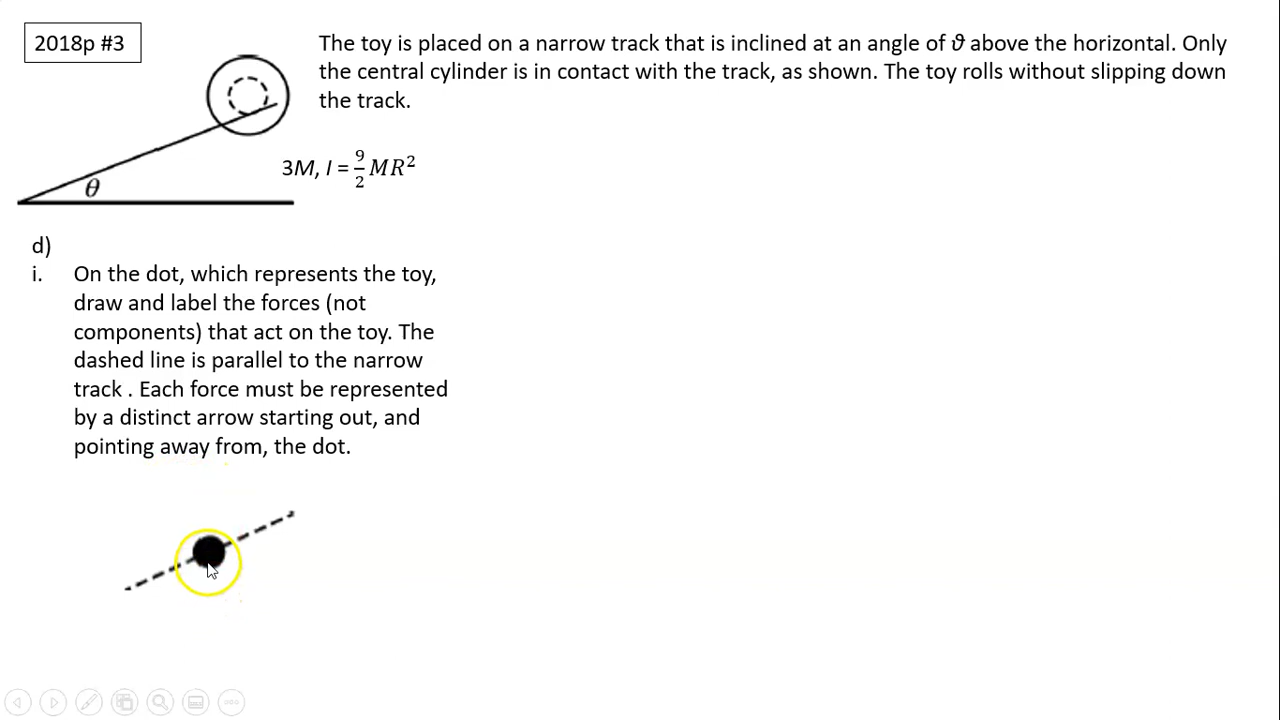 2018p #3
The toy is placed on a narrow track that is inclined at an angle of ϑ above the horizontal. Only
the central cylinder is in contact with the track, as shown. The toy rolls without slipping down
the track.
θ
3M, I = 9/2 MR²
d)
i. On the dot, which represents the toy,
draw and label the forces (not
components) that act on the toy. The
dashed line is parallel to the narrow
track . Each force must be represented
by a distinct arrow starting out, and
pointing away from, the dot.